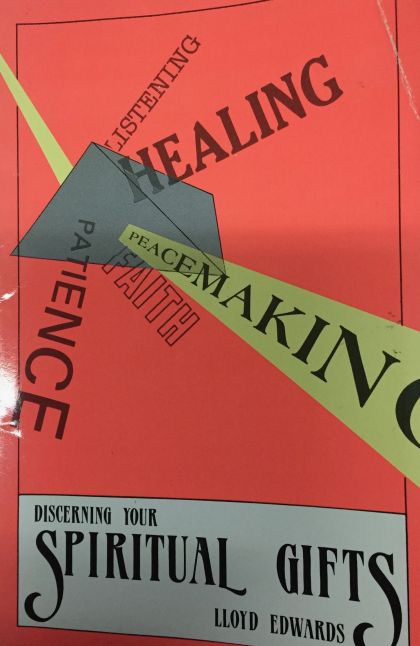 LISTENING
HEALING
PATIENCE
PEACEMAKING
FAITH
DISCERNING YOUR
SPIRITUAL GIFTS
LLOYD EDWARDS